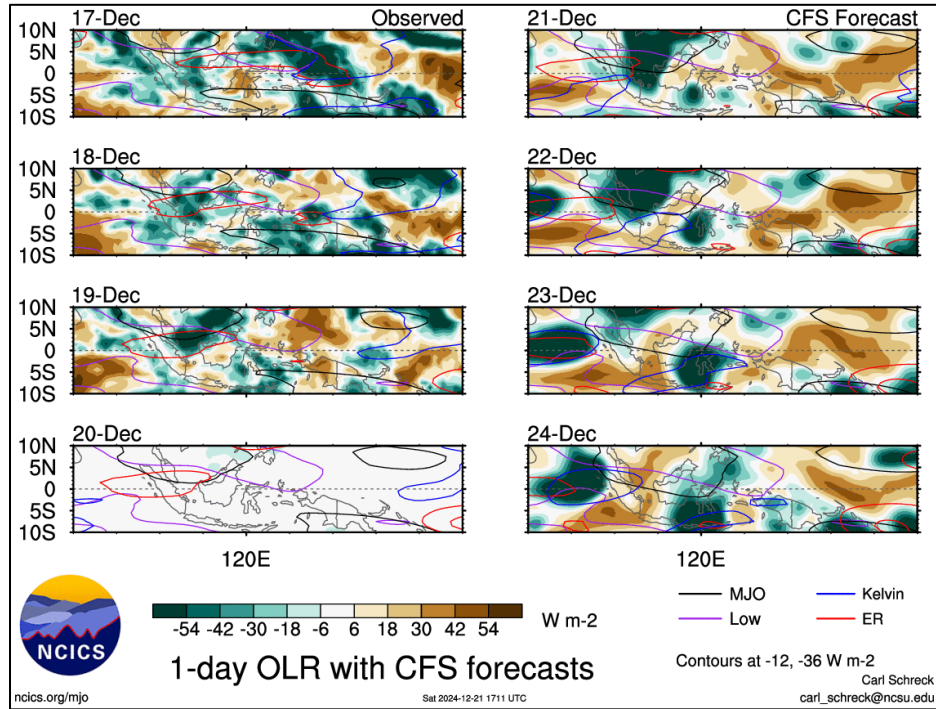 17-Dec Observed
10N
5N
0
5S
10S
18-Dec
10N
5N
0
5S
10S
19-Dec
10N
5N
0
5S
10S
20-Dec
10N
5N
0
5S
10S
120E
21-Dec CFS Forecast
22-Dec
23-Dec
24-Dec
120E
NCICS
-54 -42 -30 -18 -6 6 18 30 42 54
W m-2
1-day OLR with CFS forecasts
MJO Kelvin
Low ER
Contours at -12, -36 W m-2
Carl Schreck
ncics.org/mjo Sat 2024-12-21 1711 UTC carl_schreck@ncsu.edu